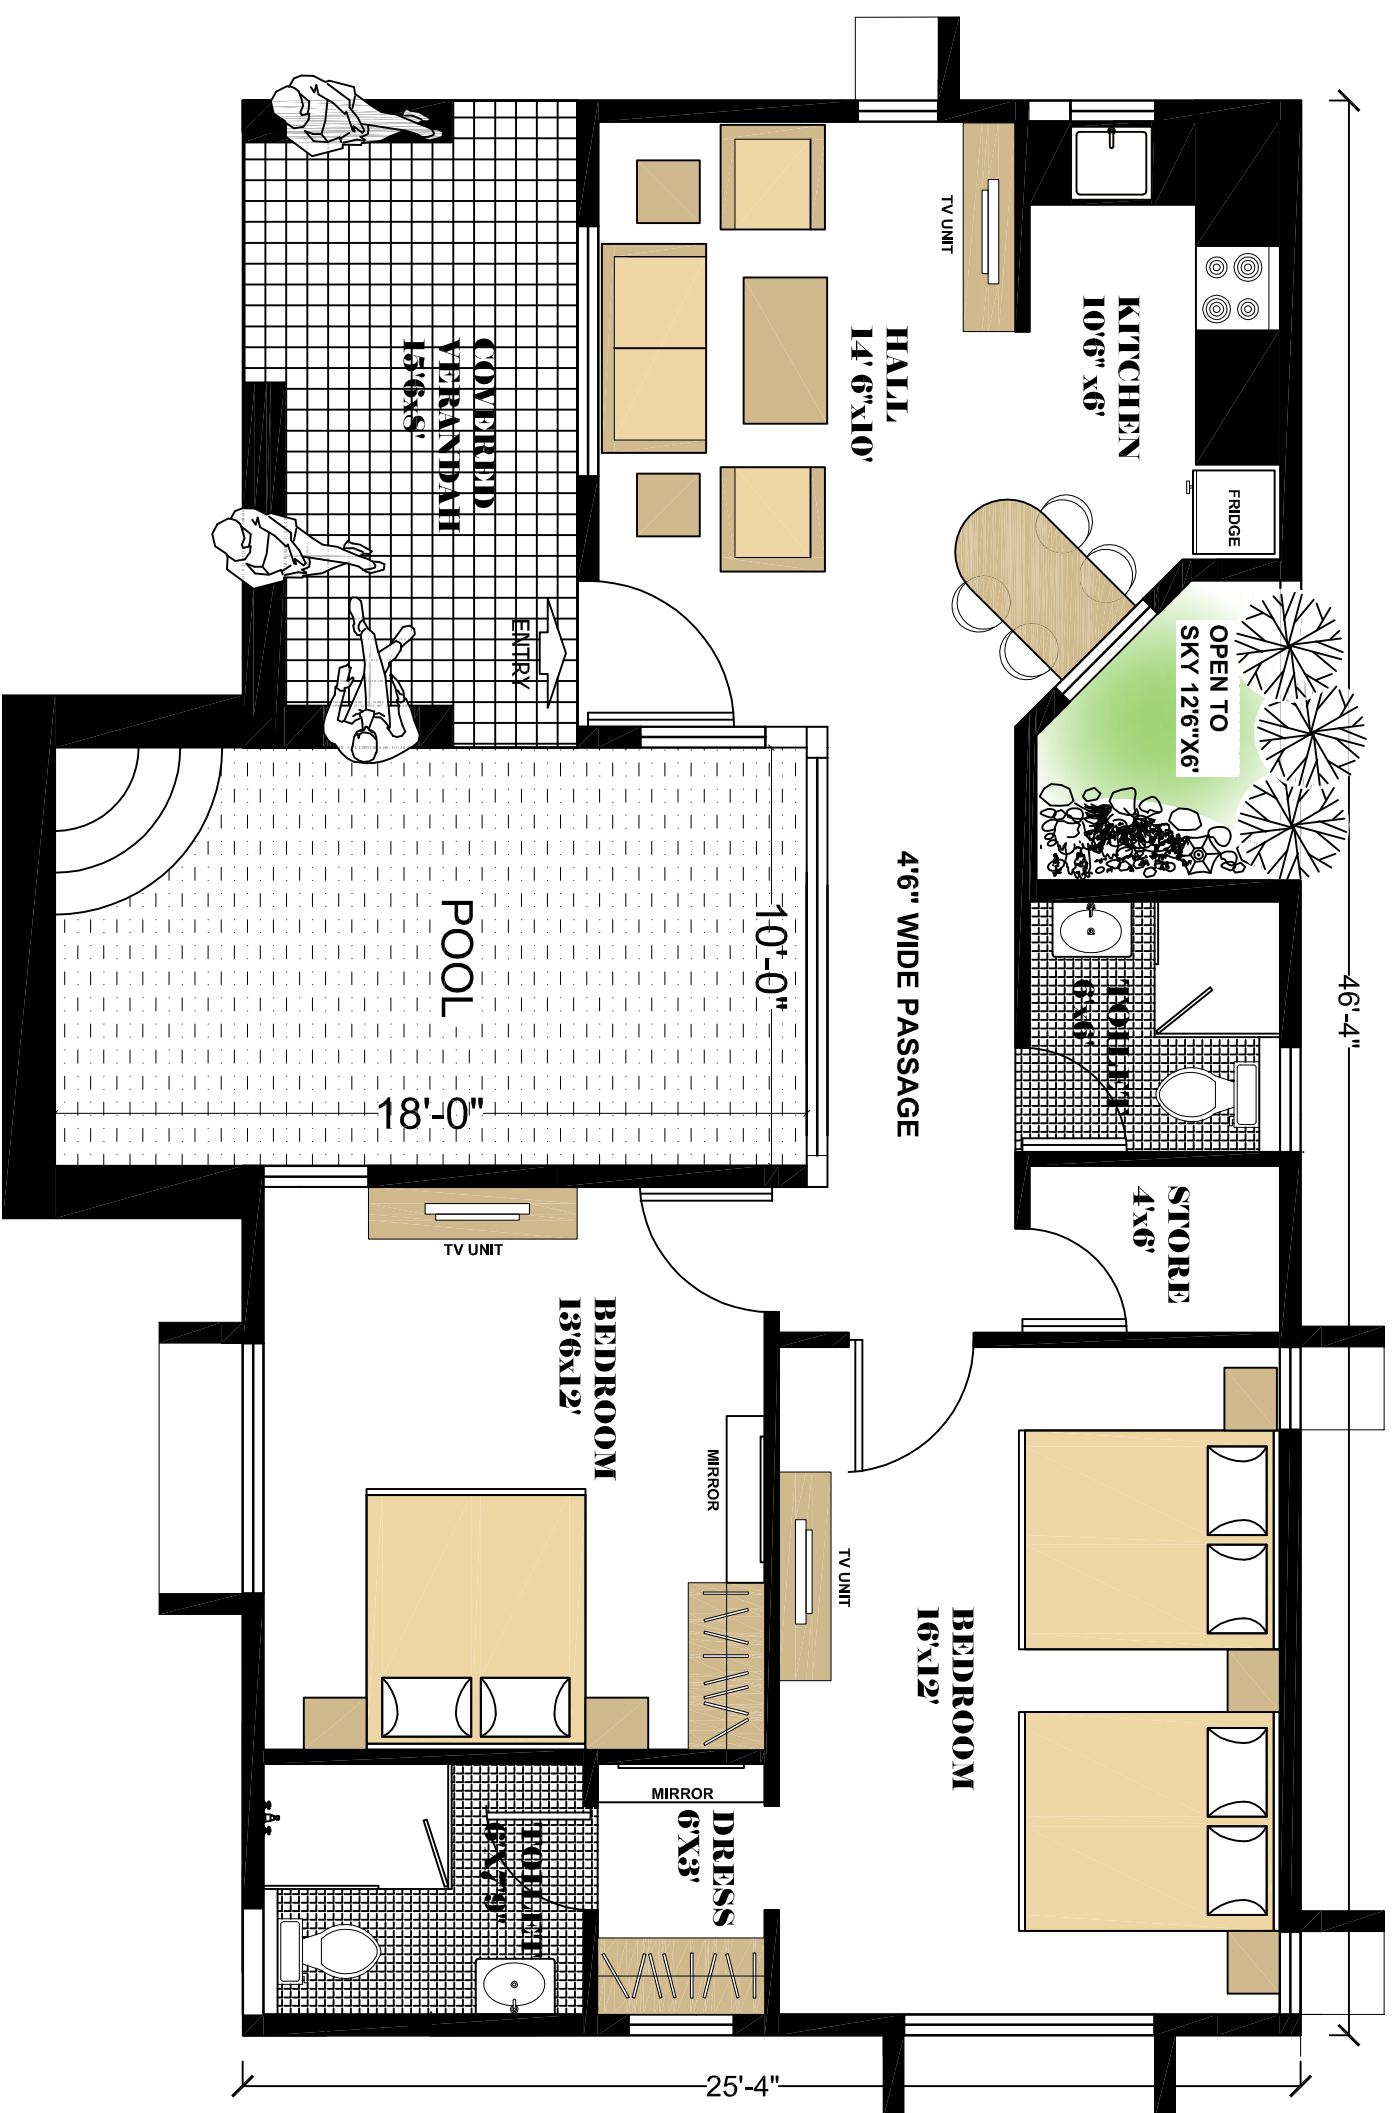 46'-4"
KITCHEN
10'6" x6'
FRIDGE
OPEN TO
SKY 12'6"X6'
TOILET
6'x6'
STORE
4'x6'
TV UNIT
HALL
14' 6"x10'
4'6" WIDE PASSAGE
BEDROOM
16'x12'
TV UNIT
COVERED
VERANDAH
15'6x8'
ENTRY
10'-0"
POOL
18'-0"
TV UNIT
BEDROOM
13'6x12'
MIRROR
MIRROR
DRESS
6'X3'
TOILET
6'X7'9"
25'-4"